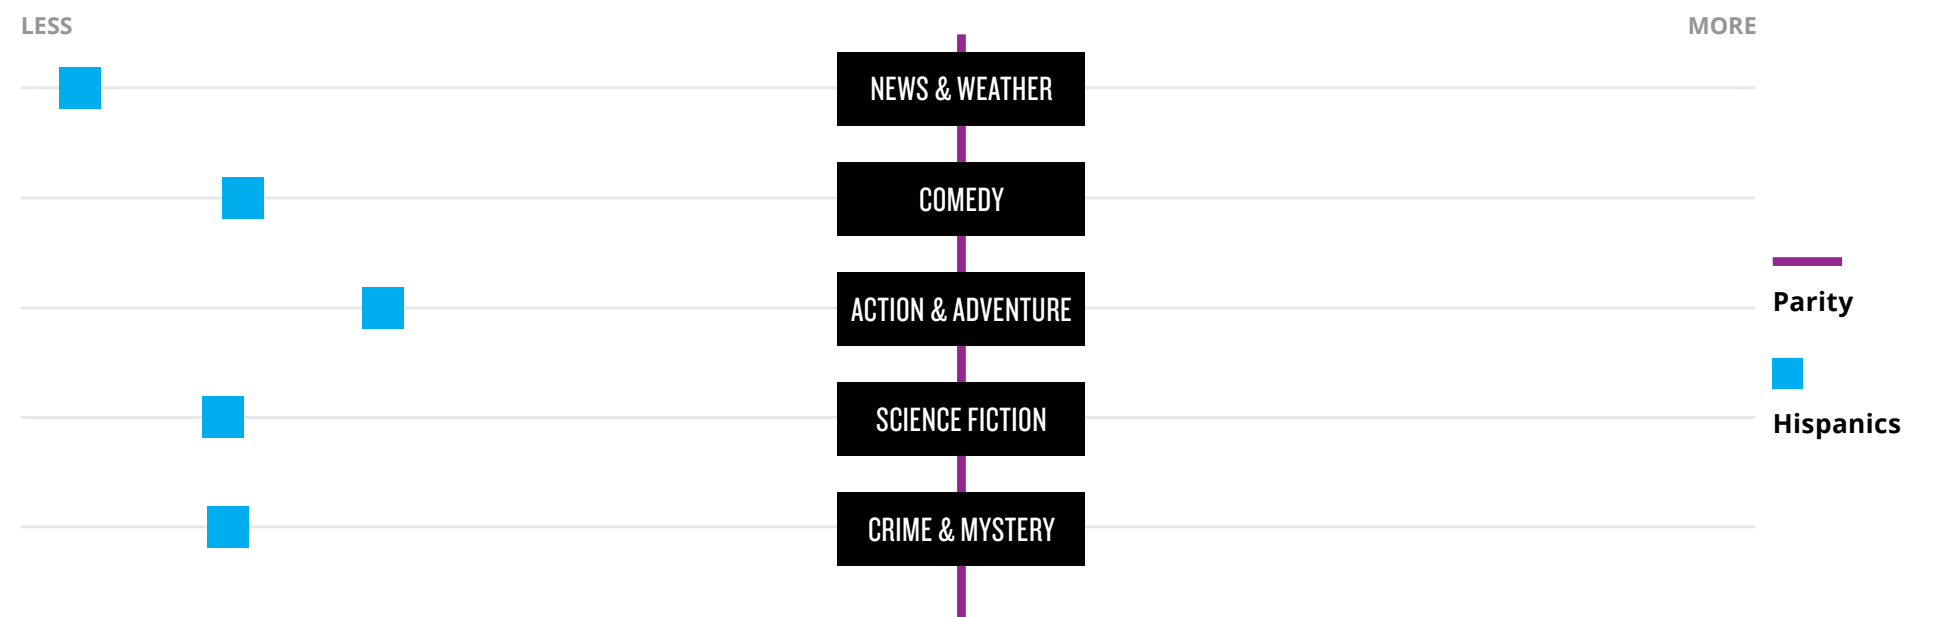 LESS
MORE
NEWS & WEATHER
COMEDY
ACTION & ADVENTURE
SCIENCE FICTION
CRIME & MYSTERY
Parity
Hispanics